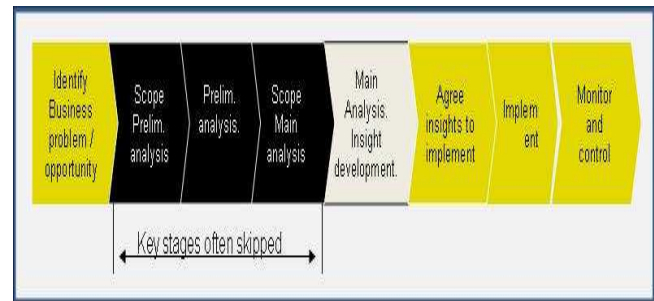 Identify
Business
problem /
opportunity
Scope
Prelim.
analysis
Prelim.
analysis.
Scope
Main
analysis
Main
Analysis.
Insight
development.
Agree
insights to
implement
Implem
ent
Monitor
and
control
Key stages often skipped